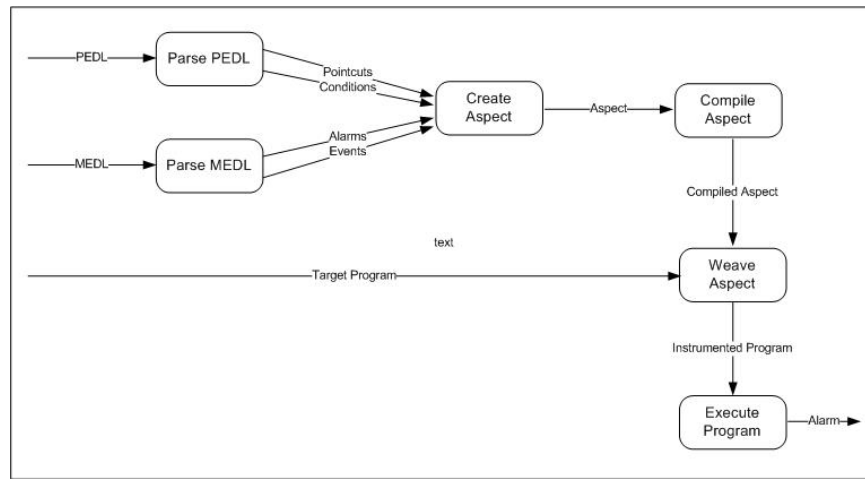 PEDL
Parse PEDL
Pointcuts
Conditions
Create
Aspect
Aspect
Compile
Aspect
Alarms
Events
MEDL
Parse MEDL
Compiled Aspect
text
Target Program
Weave
Aspect
Instrumented Program
Execute
Program
Alarm